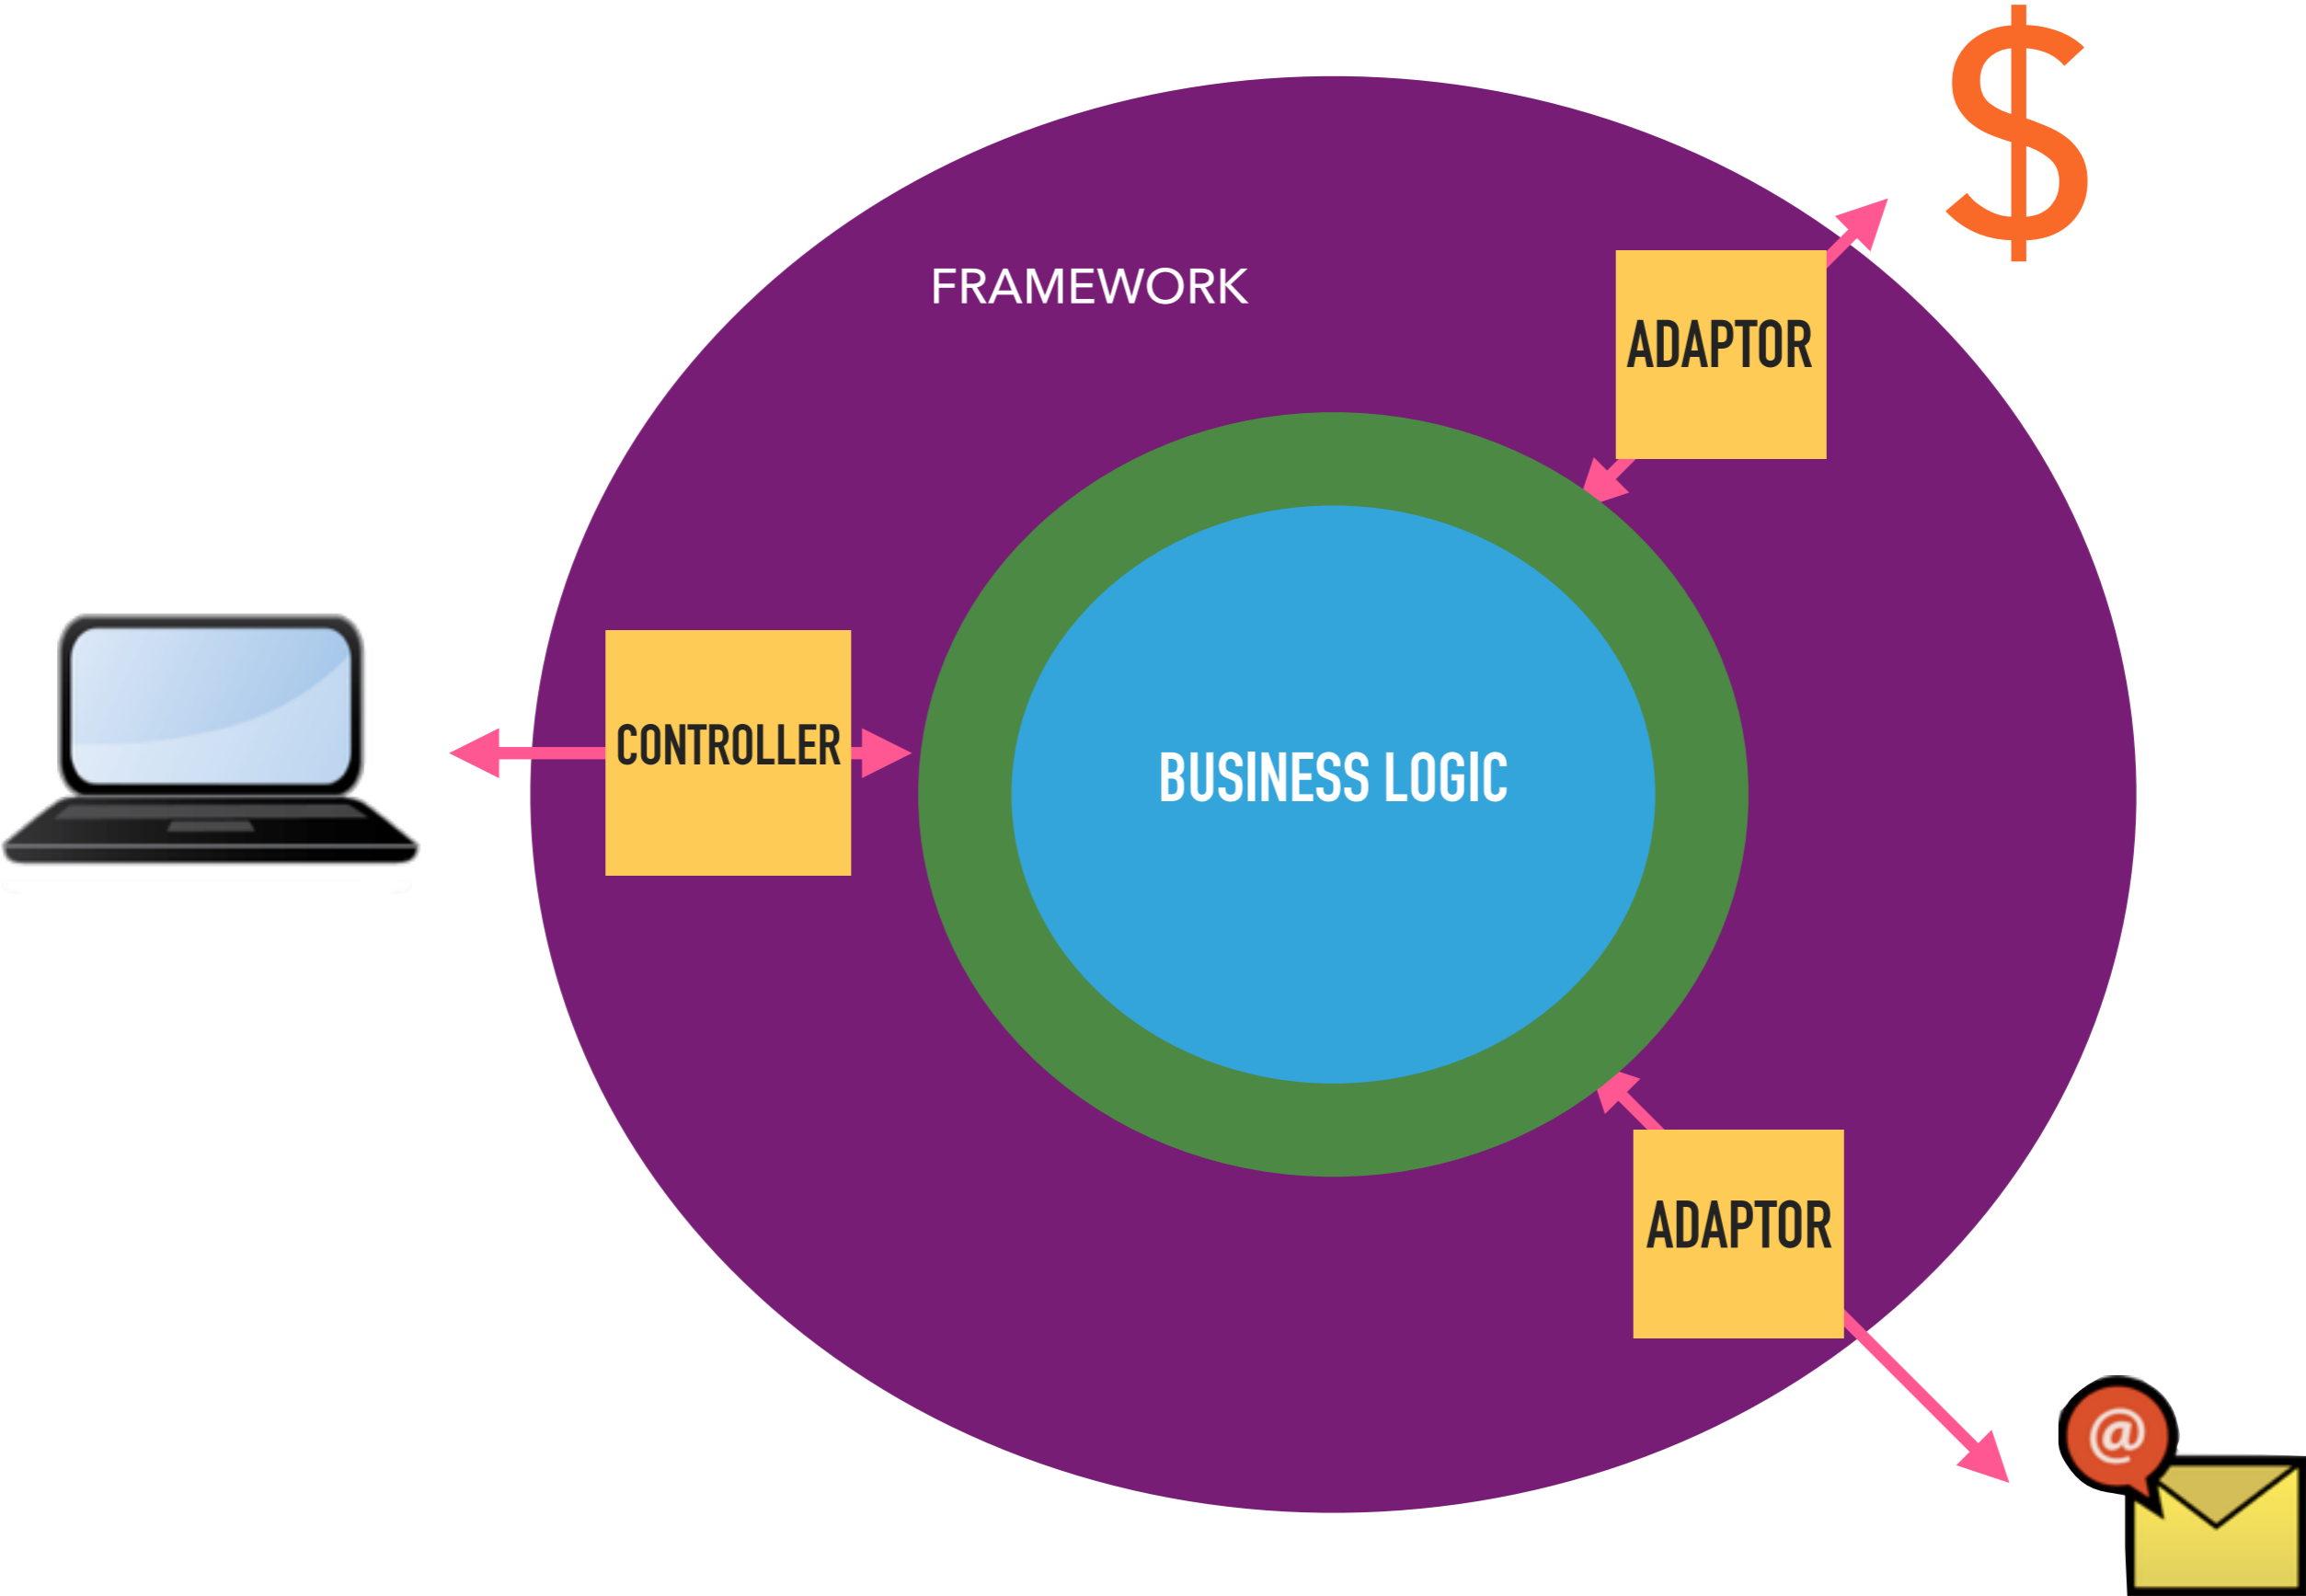 $
FRAMEWORK
ADAPTOR
CONTROLLER
BUSINESS LOGIC
ADAPTOR
@